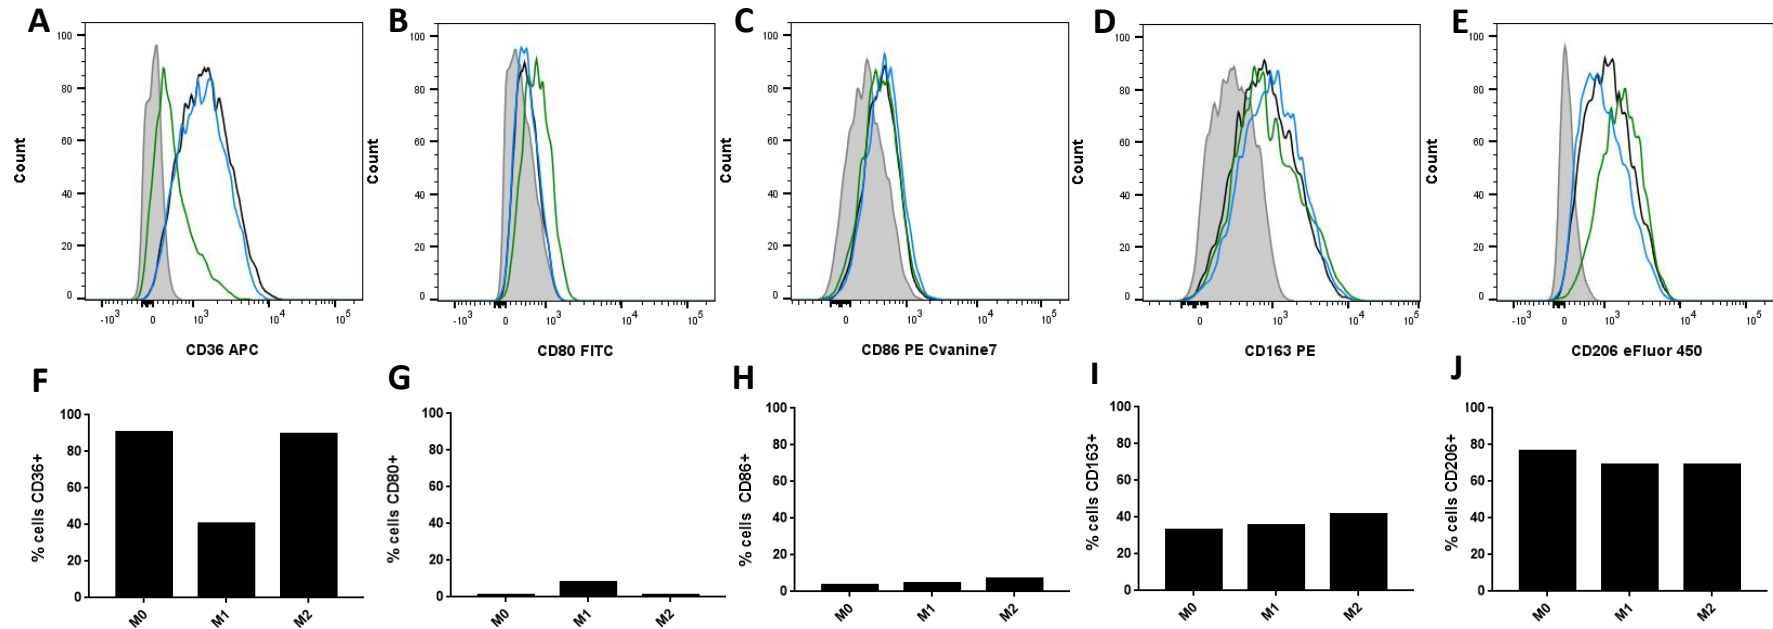 A
B
C
D
E
100
80
60
40
20
0
Count
-10³
0
10³
10⁴
10⁵
CD36 APC
100
80
60
40
20
0
Count
-10³
0
10³
10⁴
10⁵
CD80 FITC
100
80
60
40
20
0
Count
0
10³
10⁴
10⁵
CD86 PE Cvanine7
100
80
60
40
20
0
Count
0
10³
10⁴
10⁵
CD163 PE
100
80
60
40
20
0
Count
-10³
0
10³
10⁴
10⁵
CD206 eFluor 450
F
G
H
I
J
% cells CD36+
100
80
60
40
20
0
M0
M1
M2
% cells CD80+
100
80
60
40
20
0
M0
M1
M2
% cells CD86+
100
80
60
40
20
0
M0
M1
M2
% cells CD163+
100
80
60
40
20
0
M0
M1
M2
% cells CD206+
100
80
60
40
20
0
M0
M1
M2